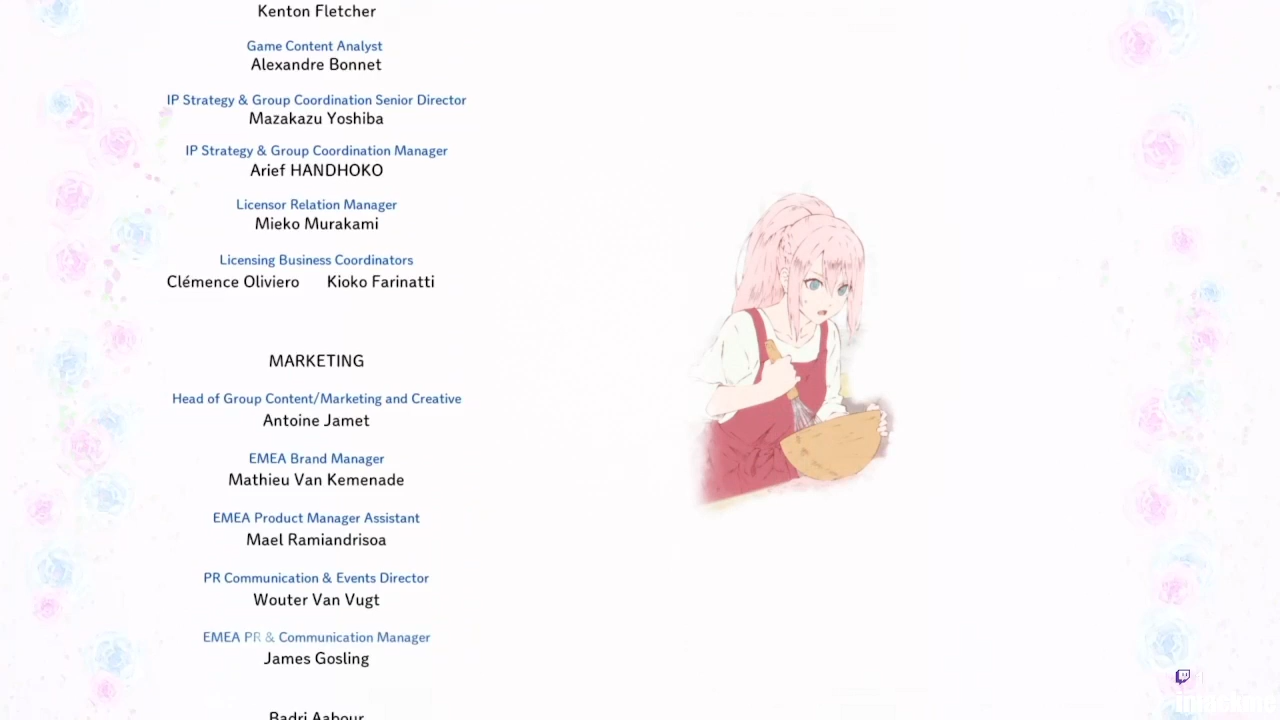 Kenton Fletcher
Game Content Analyst
Alexandre Bonnet
IP Strategy & Group Coordination Senior Director
Mazakazu Yoshiba
IP Strategy & Group Coordination Manager
Arief HANDHOKO
Licensor Relation Manager
Mieko Murakami
Licensing Business Coordinators
Clémence Oliviero Kioko Farinatti
MARKETING
Head of Group Content/Marketing and Creative
Antoine Jamet
EMEA Brand Manager
Mathieu Van Kemenade
EMEA Product Manager Assistant
Mael Ramiandrisoa
PR Communication & Events Director
Wouter Van Vugt
EMEA PR & Communication Manager
James Gosling
Badri Aabour